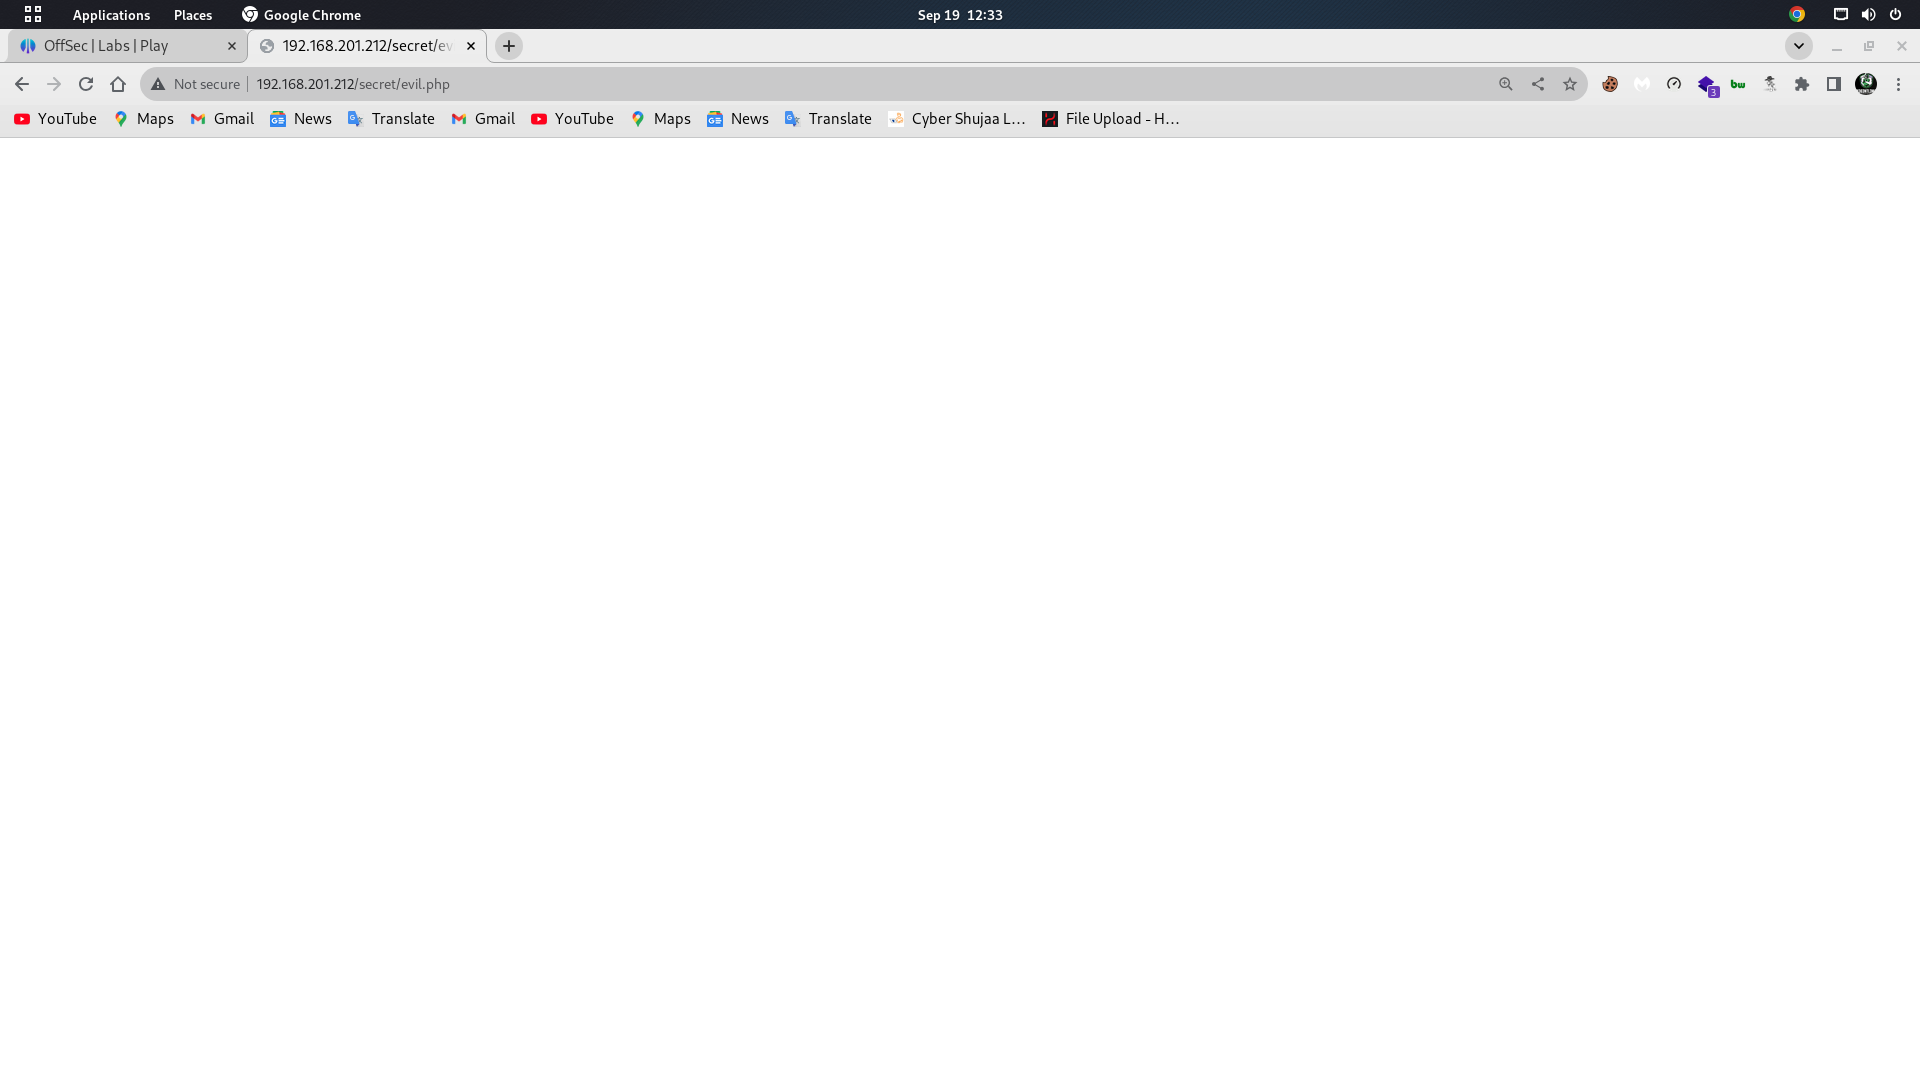 Applications Places Google Chrome Sep 19 12:33
OffSec | Labs | Play 192.168.201.212/secret/ev
Not secure 192.168.201.212/secret/evil.php 3 bw
YouTube Maps Gmail News Translate Gmail YouTube Maps News Translate Cyber Shujaa L... File Upload - H...